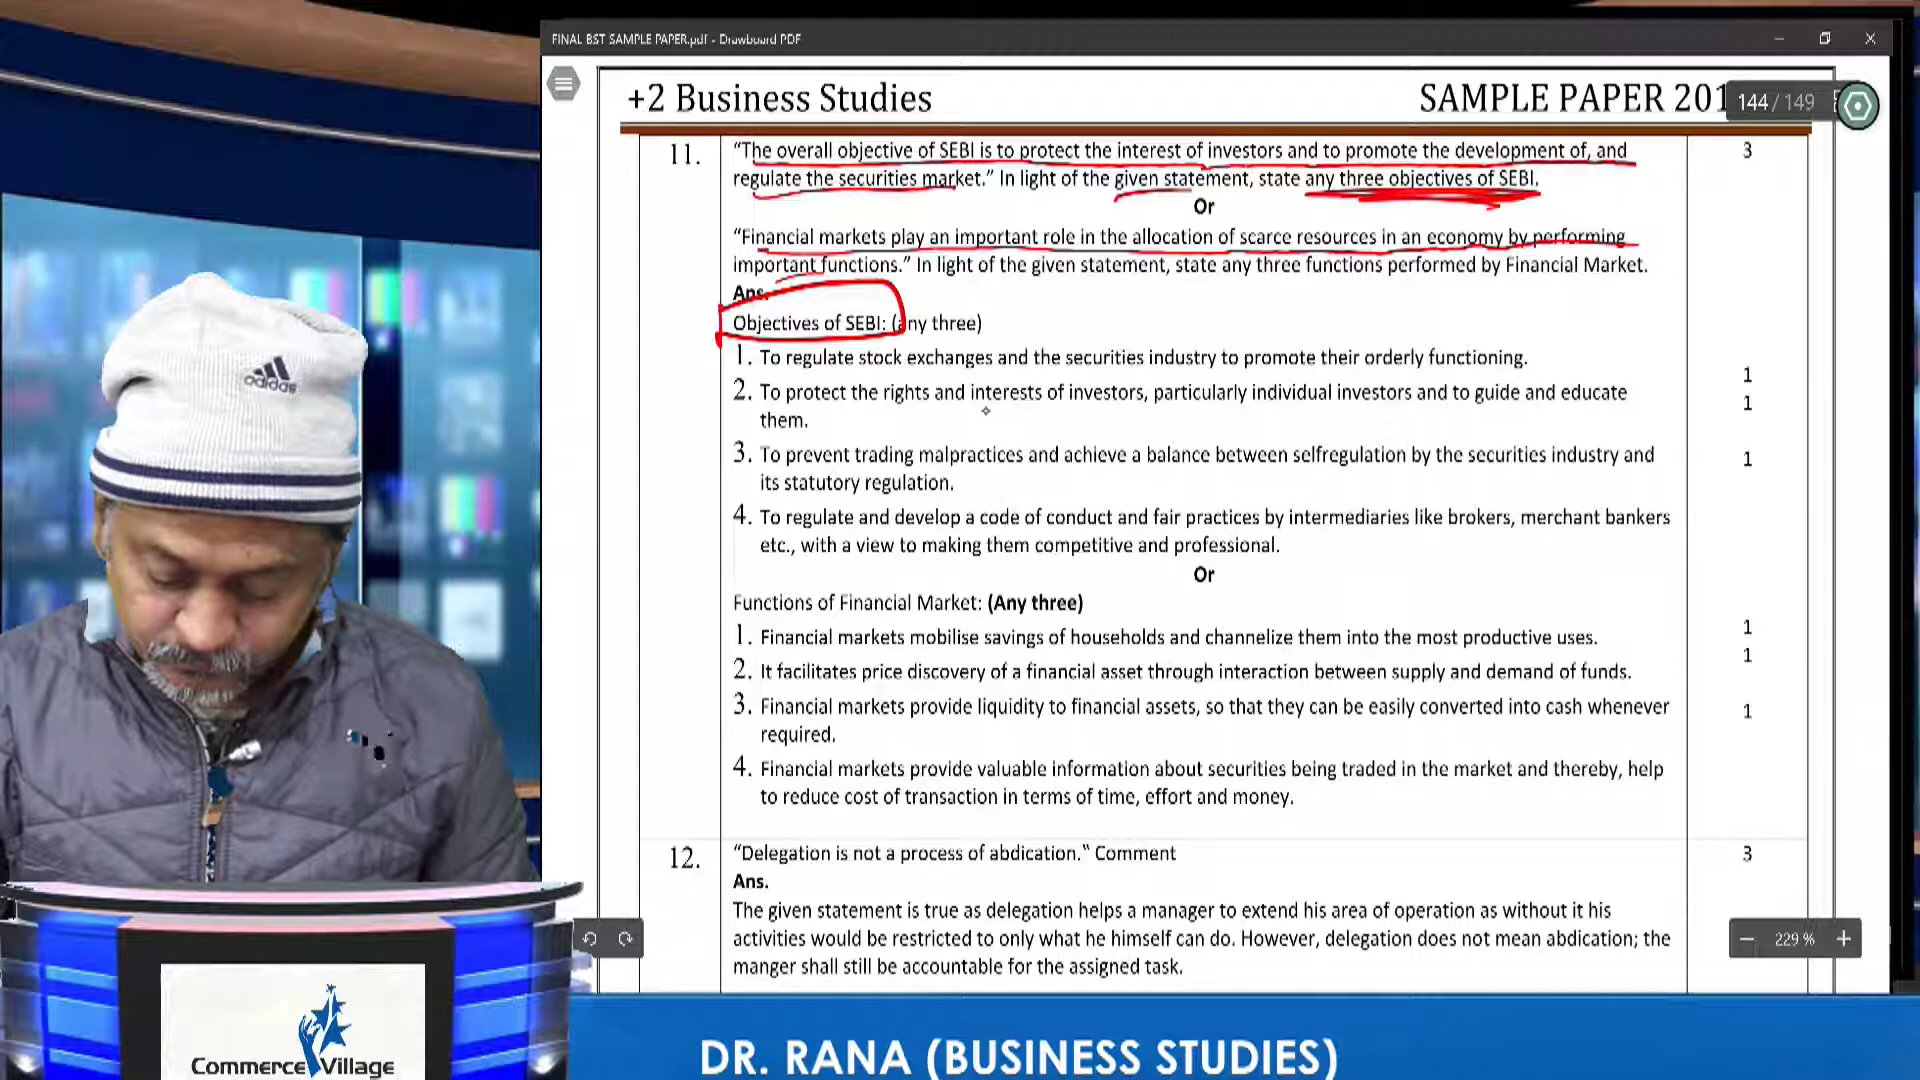 FINAL BST SAMPLE PAPER.pdf - Drawboard PDF
+2 Business Studies
SAMPLE PAPER 201
144 / 149
11.
"The overall objective of SEBI is to protect the interest of investors and to promote the development of, and
3
regulate the securities market." In light of the given statement, state any three objectives of SEBI.
Or
"Financial markets play an important role in the allocation of scarce resources in an economy by performing
important functions." In light of the given statement, state any three functions performed by Financial Market.
Ans.
Objectives of SEBI: (any three)
1. To regulate stock exchanges and the securities industry to promote their orderly functioning.
1
2. To protect the rights and interests of investors, particularly individual investors and to guide and educate
1
them.
3. To prevent trading malpractices and achieve a balance between selfregulation by the securities industry and
1
its statutory regulation.
4. To regulate and develop a code of conduct and fair practices by intermediaries like brokers, merchant bankers
etc., with a view to making them competitive and professional.
Or
Functions of Financial Market: (Any three)
1. Financial markets mobilise savings of households and channelize them into the most productive uses.
1
2. It facilitates price discovery of a financial asset through interaction between supply and demand of funds.
1
3. Financial markets provide liquidity to financial assets, so that they can be easily converted into cash whenever
1
required.
4. Financial markets provide valuable information about securities being traded in the market and thereby, help
to reduce cost of transaction in terms of time, effort and money.
12.
"Delegation is not a process of abdication." Comment
3
Ans.
The given statement is true as delegation helps a manager to extend his area of operation as without it his
activities would be restricted to only what he himself can do. However, delegation does not mean abdication; the
manger shall still be accountable for the assigned task.
229 %
adidas
Commerce Village
DR. RANA (BUSINESS STUDIES)